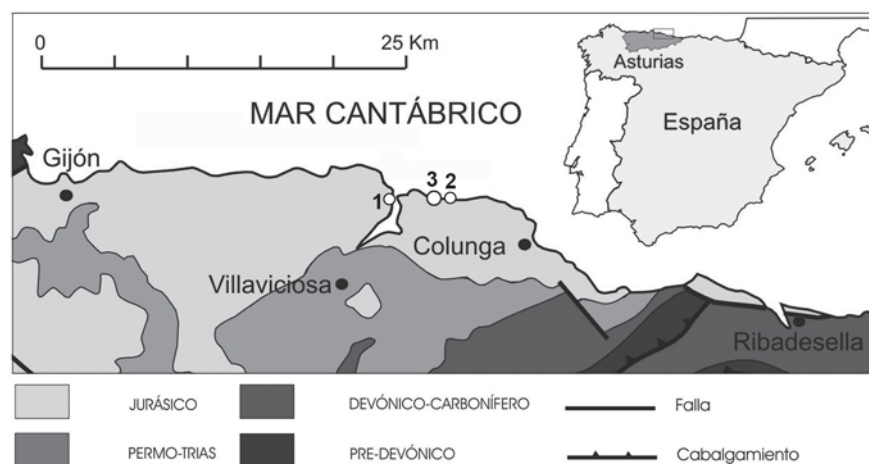 0 25 Km
Asturias
España
MAR CANTÁBRICO
Gijón
1 3 2
Colunga
Villaviciosa
Ribadesella
JURÁSICO DEVÓNICO-CARBONÍFERO Falla
PERMO-TRIAS PRE-DEVÓNICO Cabalgamiento